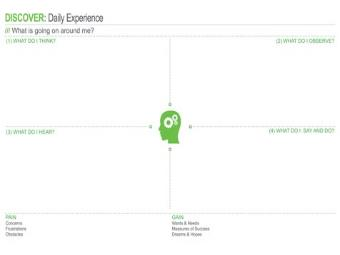 DISCOVER: Daily Experience
/// What is going on around me?
(1) WHAT DO I THINK?
(2) WHAT DO I OBSERVE?
(3) WHAT DO I HEAR?
(4) WHAT DO I SAY AND DO?
PAIN
Concerns
Frustrations
Obstacles
GAIN
Wants & Needs
Measures of Success
Dreams & Hopes